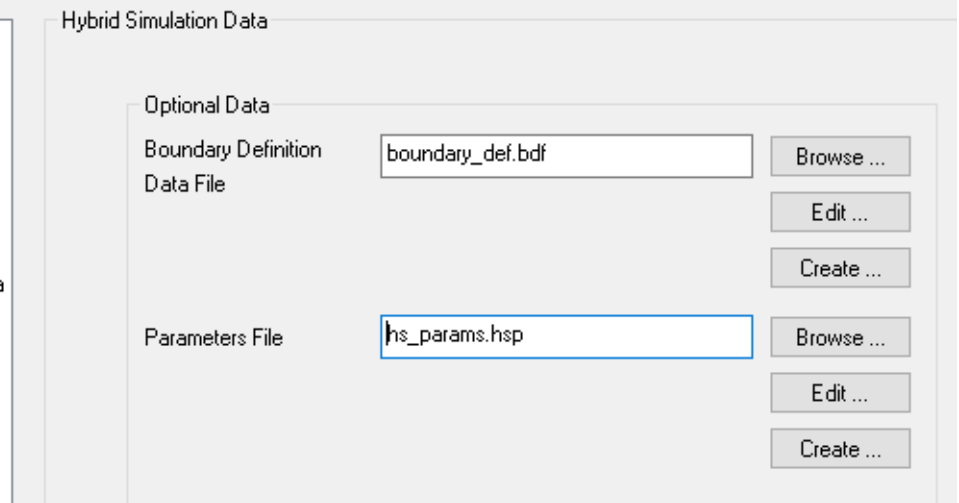 Hybrid Simulation Data
Optional Data
Boundary Definition
Data File
boundary_def.bdf
Browse ...
Edit ...
Create ...
a
Parameters File
hs_params.hsp
Browse ...
Edit ...
Create ...